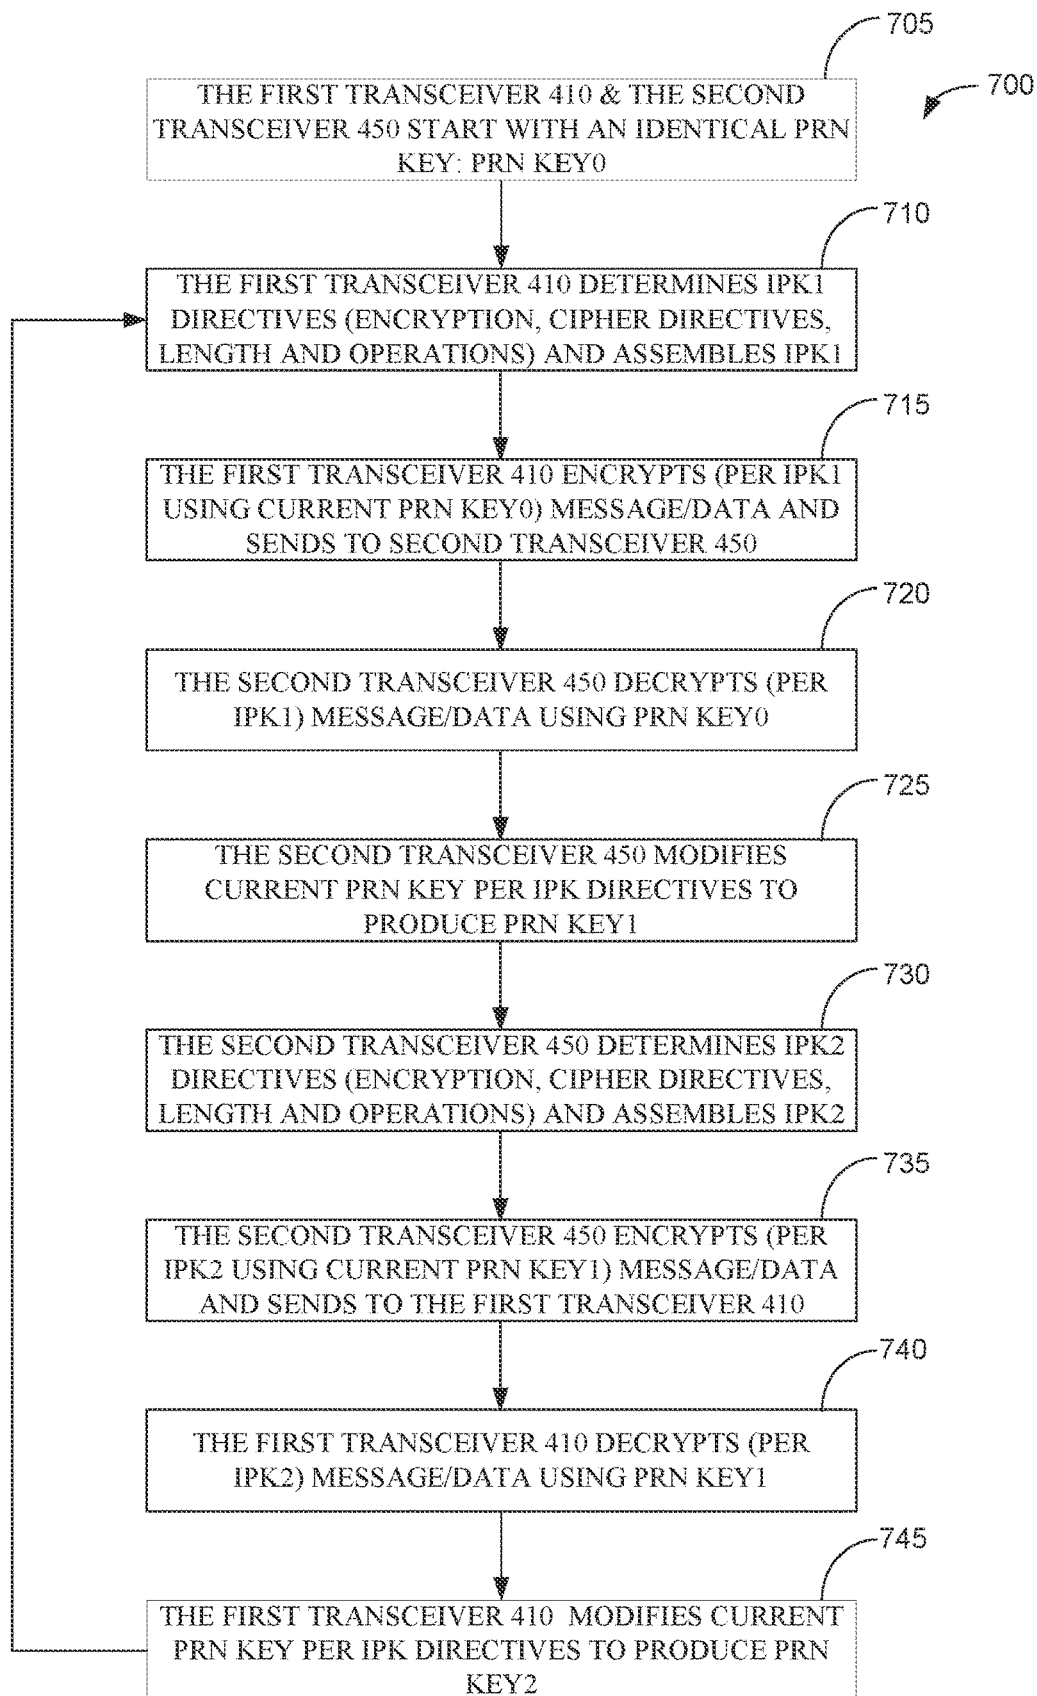 705
700
THE FIRST TRANSCEIVER 410 & THE SECOND
TRANSCEIVER 450 START WITH AN IDENTICAL PRN
KEY: PRN KEY0
710
THE FIRST TRANSCEIVER 410 DETERMINES IPK1
DIRECTIVES (ENCRYPTION, CIPHER DIRECTIVES,
LENGTH AND OPERATIONS) AND ASSEMBLES IPK1
715
THE FIRST TRANSCEIVER 410 ENCRYPTS (PER IPK1
USING CURRENT PRN KEY0) MESSAGE/DATA AND
SENDS TO SECOND TRANSCEIVER 450
720
THE SECOND TRANSCEIVER 450 DECRYPTS (PER
IPK1) MESSAGE/DATA USING PRN KEY0
725
THE SECOND TRANSCEIVER 450 MODIFIES
CURRENT PRN KEY PER IPK DIRECTIVES TO
PRODUCE PRN KEY1
730
THE SECOND TRANSCEIVER 450 DETERMINES IPK2
DIRECTIVES (ENCRYPTION, CIPHER DIRECTIVES,
LENGTH AND OPERATIONS) AND ASSEMBLES IPK2
735
THE SECOND TRANSCEIVER 450 ENCRYPTS (PER
IPK2 USING CURRENT PRN KEY1) MESSAGE/DATA
AND SENDS TO THE FIRST TRANSCEIVER 410
740
THE FIRST TRANSCEIVER 410 DECRYPTS (PER
IPK2) MESSAGE/DATA USING PRN KEY1
745
THE FIRST TRANSCEIVER 410 MODIFIES CURRENT
PRN KEY PER IPK DIRECTIVES TO PRODUCE PRN
KEY2